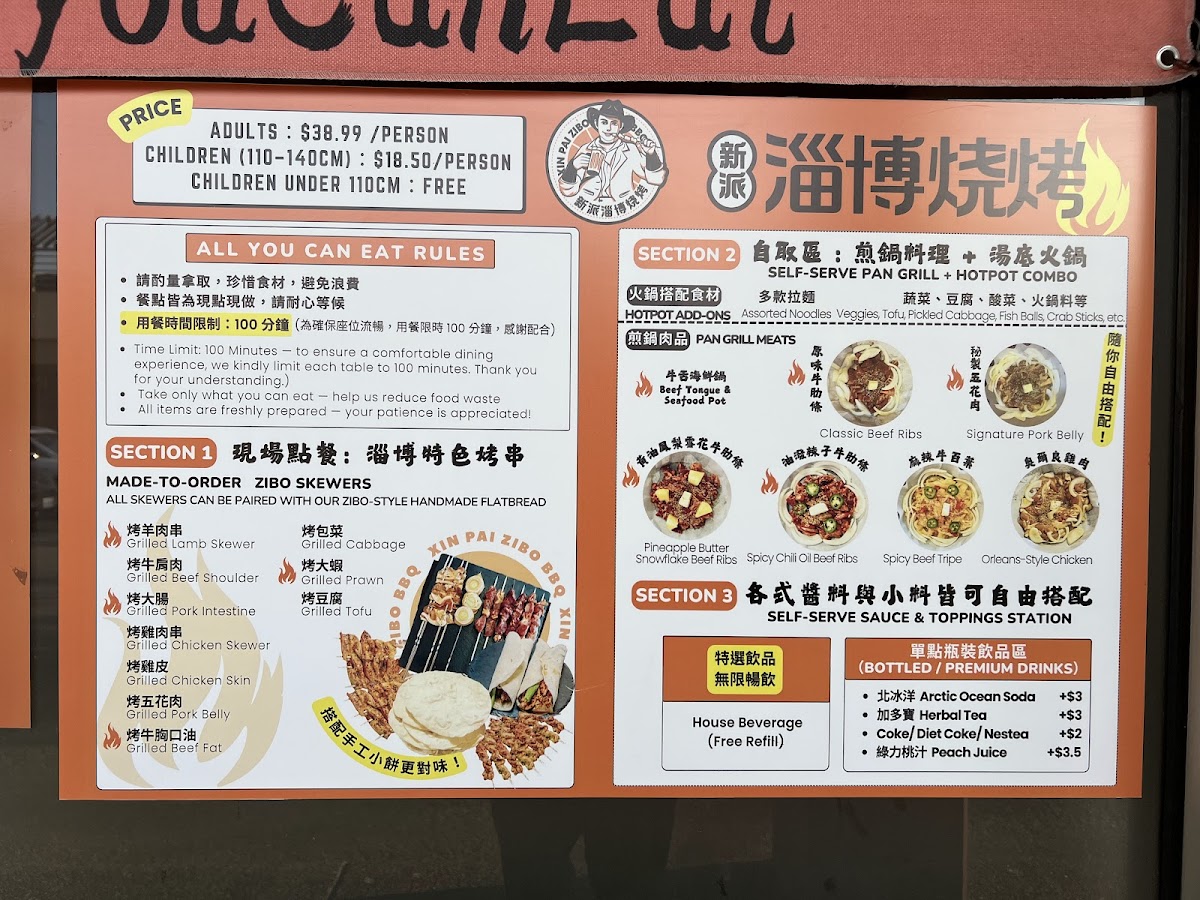 youCanEat
PRICE
ADULTS : $38.99 /PERSON
CHILDREN (110-140CM) : $18.50/PERSON
CHILDREN UNDER 110CM : FREE
XIN PAI ZIBO BBQ
新派淄博烧烤
新派
淄博烧烤
ALL YOU CAN EAT RULES
• 請酌量拿取，珍惜食材，避免浪費
• 餐點皆為現點現做，請耐心等候
• 用餐時間限制：100 分鐘 (為確保座位流暢，用餐限時 100 分鐘，感謝配合)
• Time Limit: 100 Minutes — to ensure a comfortable dining
experience, we kindly limit each table to 100 minutes. Thank you
for your understanding.)
• Take only what you can eat — help us reduce food waste
• All items are freshly prepared — your patience is appreciated!
SECTION 1 現場點餐: 淄博特色烤串
MADE-TO-ORDER ZIBO SKEWERS
ALL SKEWERS CAN BE PAIRED WITH OUR ZIBO-STYLE HANDMADE FLATBREAD
烤羊肉串
Grilled Lamb Skewer
烤牛肩肉
Grilled Beef Shoulder
烤大腸
Grilled Pork Intestine
烤雞肉串
Grilled Chicken Skewer
烤雞皮
Grilled Chicken Skin
烤五花肉
Grilled Pork Belly
烤牛胸口油
Grilled Beef Fat
烤包菜
Grilled Cabbage
烤大蝦
Grilled Prawn
烤豆腐
Grilled Tofu
ZIBO BBQ XIN PAI ZIBO BBQ XIN
搭配手工小餅更對味！
SECTION 2 自取區 : 煎鍋料理 + 湯底火鍋
SELF-SERVE PAN GRILL + HOTPOT COMBO
火鍋搭配食材 多款拉麵 蔬菜、豆腐、酸菜、火鍋料等
HOTPOT ADD-ONS Assorted Noodles Veggies, Tofu, Pickled Cabbage, Fish Balls, Crab Sticks, etc.
煎鍋肉品 PAN GRILL MEATS
隨你自由搭配！
牛舌海鮮鍋
Beef Tongue &
Seafood Pot
原味牛肋條
Classic Beef Ribs
秘製五花肉
Signature Pork Belly
黃油鳳梨雪花牛肋條
Pineapple Butter
Snowflake Beef Ribs
油潑辣子牛肋條
Spicy Chili Oil Beef Ribs
麻辣牛百葉
Spicy Beef Tripe
奧爾良雞肉
Orleans-Style Chicken
SECTION 3 各式醬料與小料皆可自由搭配
SELF-SERVE SAUCE & TOPPINGS STATION
特選飲品
無限暢飲
House Beverage
(Free Refill)
單點瓶裝飲品區
(BOTTLED / PREMIUM DRINKS)
• 北冰洋 Arctic Ocean Soda +$3
• 加多寶 Herbal Tea +$3
• Coke/ Diet Coke/ Nestea +$2
• 綠力桃汁 Peach Juice +$3.5